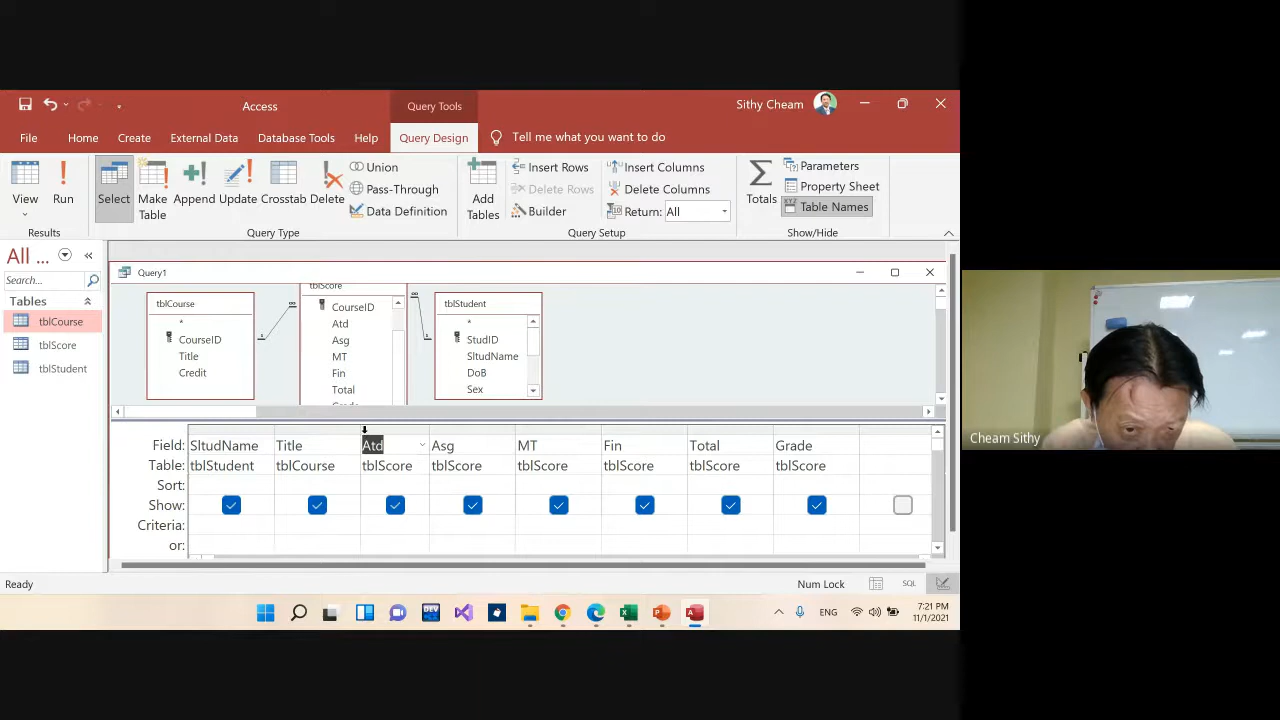 Access
Query Tools
Sithy Cheam
File
Home
Create
External Data
Database Tools
Help
Query Design
Tell me what you want to do
View
Run
Select
Make
Table
Append
Update
Crosstab
Delete
Union
Pass-Through
Data Definition
Add
Tables
Insert Rows
Delete Rows
Builder
Insert Columns
Delete Columns
Return: All
Totals
Parameters
Property Sheet
Table Names
Results
Query Type
Query Setup
Show/Hide
All ...
Search...
Tables
tblCourse
tblScore
tblStudent
Query1
tblCourse
*
CourseID
Title
Credit
tblScore
CourseID
Atd
Asg
MT
Fin
Total
tblStudent
*
StudID
SltudName
DoB
Sex
Field: SltudName Title Atd Asg MT Fin Total Grade
Table: tblStudent tblCourse tblScore tblScore tblScore tblScore tblScore tblScore
Sort:
Show:
Criteria:
or:
Ready
Num Lock
SQL
DEV
ENG
7:21 PM
11/1/2021
Cheam Sithy